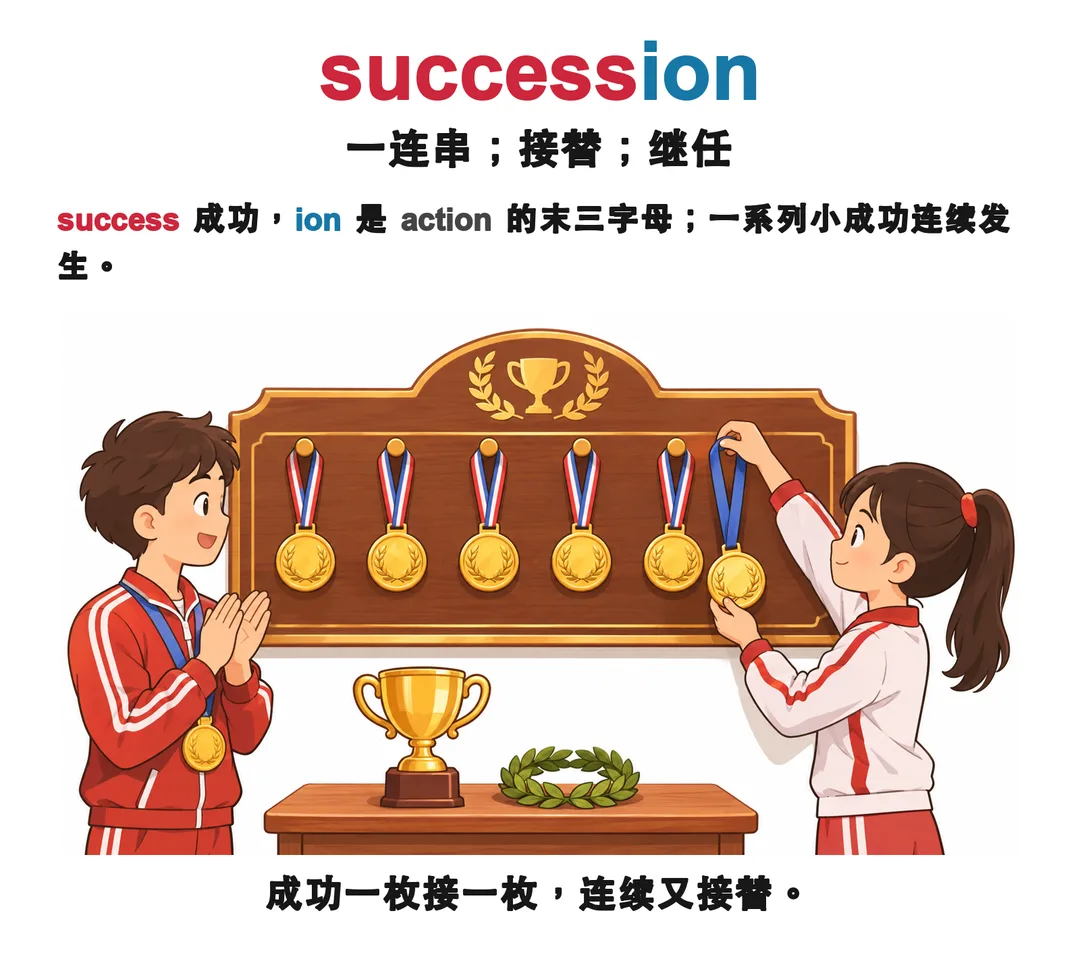 succession
一连串；接替；继任
success 成功，ion 是 action 的末三字母；一系列小成功连续发
生。
成功一枚接一枚，连续又接替。